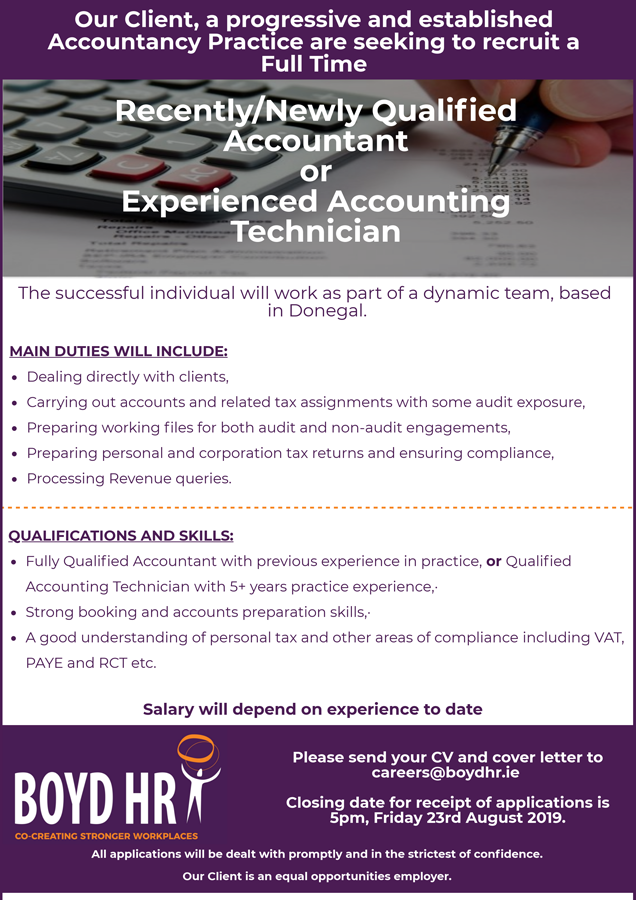 Our Client, a progressive and established
Accountancy Practice are seeking to recruit a
Full Time
Recently/Newly Qualified
Accountant
or
Experienced Accounting
Technician
The successful individual will work as part of a dynamic team, based
in Donegal.
MAIN DUTIES WILL INCLUDE:
• Dealing directly with clients,
• Carrying out accounts and related tax assignments with some audit exposure,
• Preparing working files for both audit and non-audit engagements,
• Preparing personal and corporation tax returns and ensuring compliance,
• Processing Revenue queries.
QUALIFICATIONS AND SKILLS:
• Fully Qualified Accountant with previous experience in practice, or Qualified
Accounting Technician with 5+ years practice experience,·
• Strong booking and accounts preparation skills,·
• A good understanding of personal tax and other areas of compliance including VAT,
PAYE and RCT etc.
Salary will depend on experience to date
BOYD HR
CO-CREATING STRONGER WORKPLACES
Please send your CV and cover letter to
careers@boydhr.ie
Closing date for receipt of applications is
5pm, Friday 23rd August 2019.
All applications will be dealt with promptly and in the strictest of confidence.
Our Client is an equal opportunities employer.